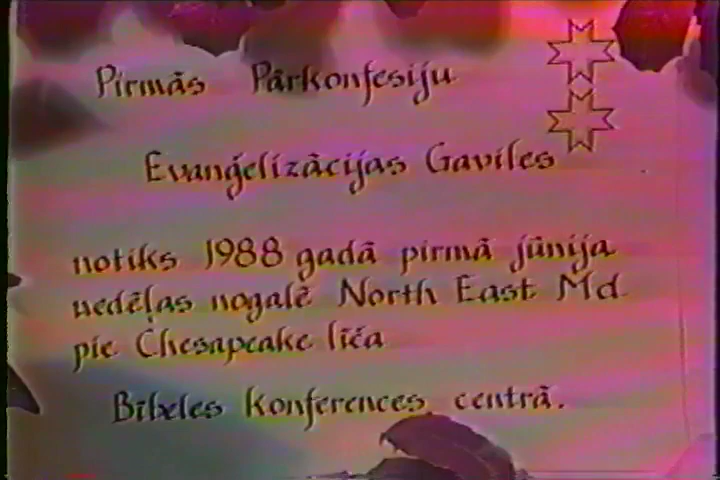 Pirmās Pārkonfesiju
Evanģelizācijas Gaviles
notiks 1988 gadā pirmā jūnija
nedēļas nogalē North East Md.
pie Chesapeake līča
Bībeles konferences centrā.